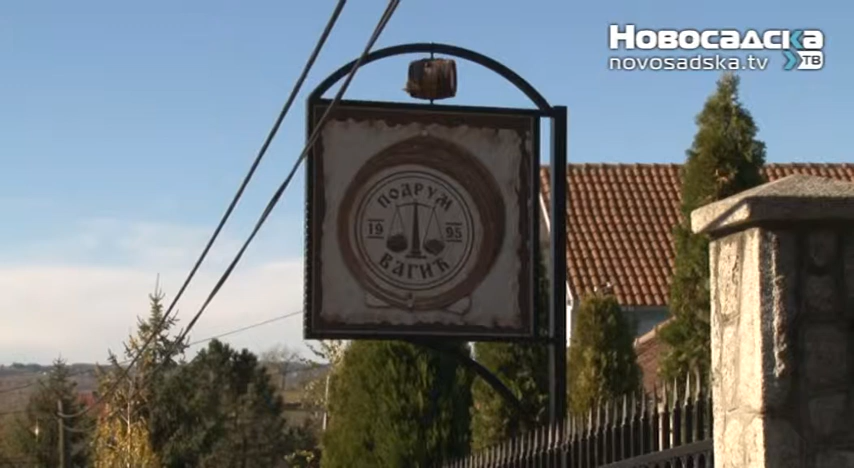 НОВОСАДСКА
novosadska.tv ТВ
ПОДРУМ
19 95
ВАГИЋ